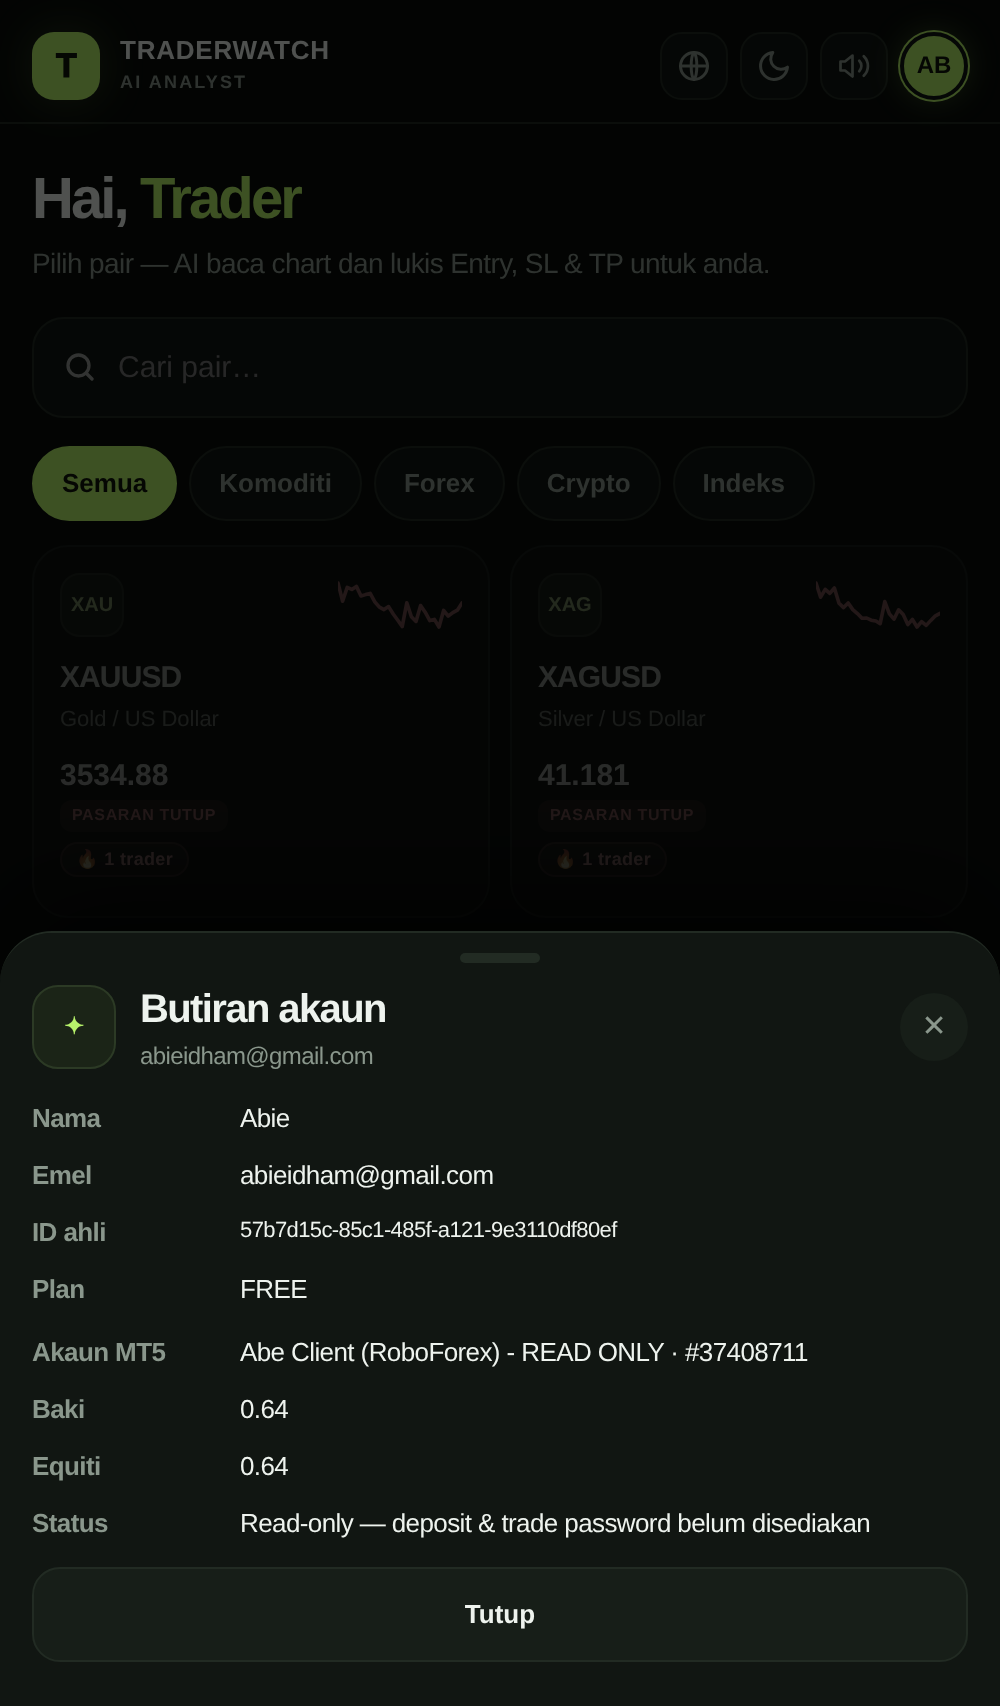 T
TRADERWATCH
AI ANALYST
AB
Hai, Trader
Pilih pair — AI baca chart dan lukis Entry, SL & TP untuk anda.
Cari pair…
Semua
Komoditi
Forex
Crypto
Indeks
XAU
XAUUSD
Gold / US Dollar
3534.88
PASARAN TUTUP
🔥 1 trader
XAG
XAGUSD
Silver / US Dollar
41.181
PASARAN TUTUP
🔥 1 trader
Butiran akaun
abieidham@gmail.com
Nama Abie
Emel abieidham@gmail.com
ID ahli 57b7d15c-85c1-485f-a121-9e3110df80ef
Plan FREE
Akaun MT5 Abe Client (RoboForex) - READ ONLY · #37408711
Baki 0.64
Equiti 0.64
Status Read-only — deposit & trade password belum disediakan
Tutup